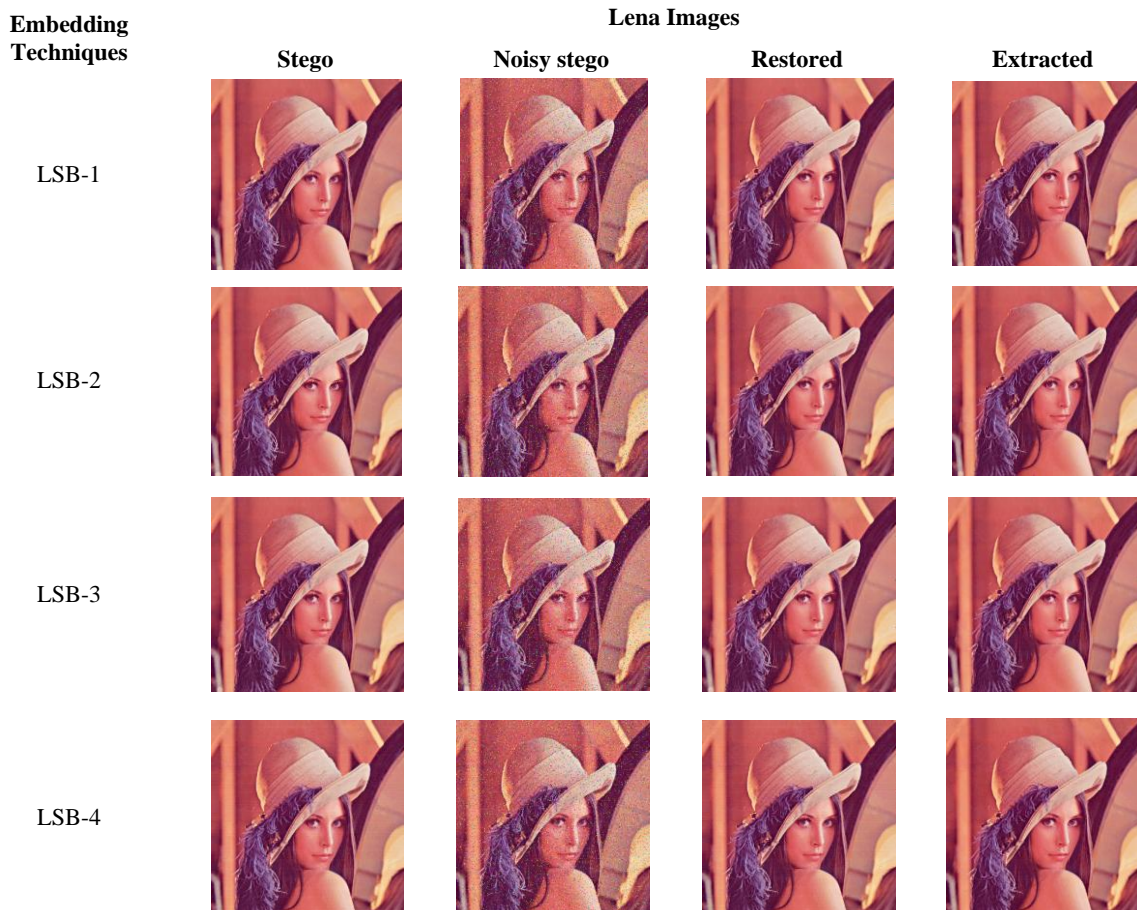 Embedding
Techniques
Lena Images
Stego
Noisy stego
Restored
Extracted
LSB-1
LSB-2
LSB-3
LSB-4